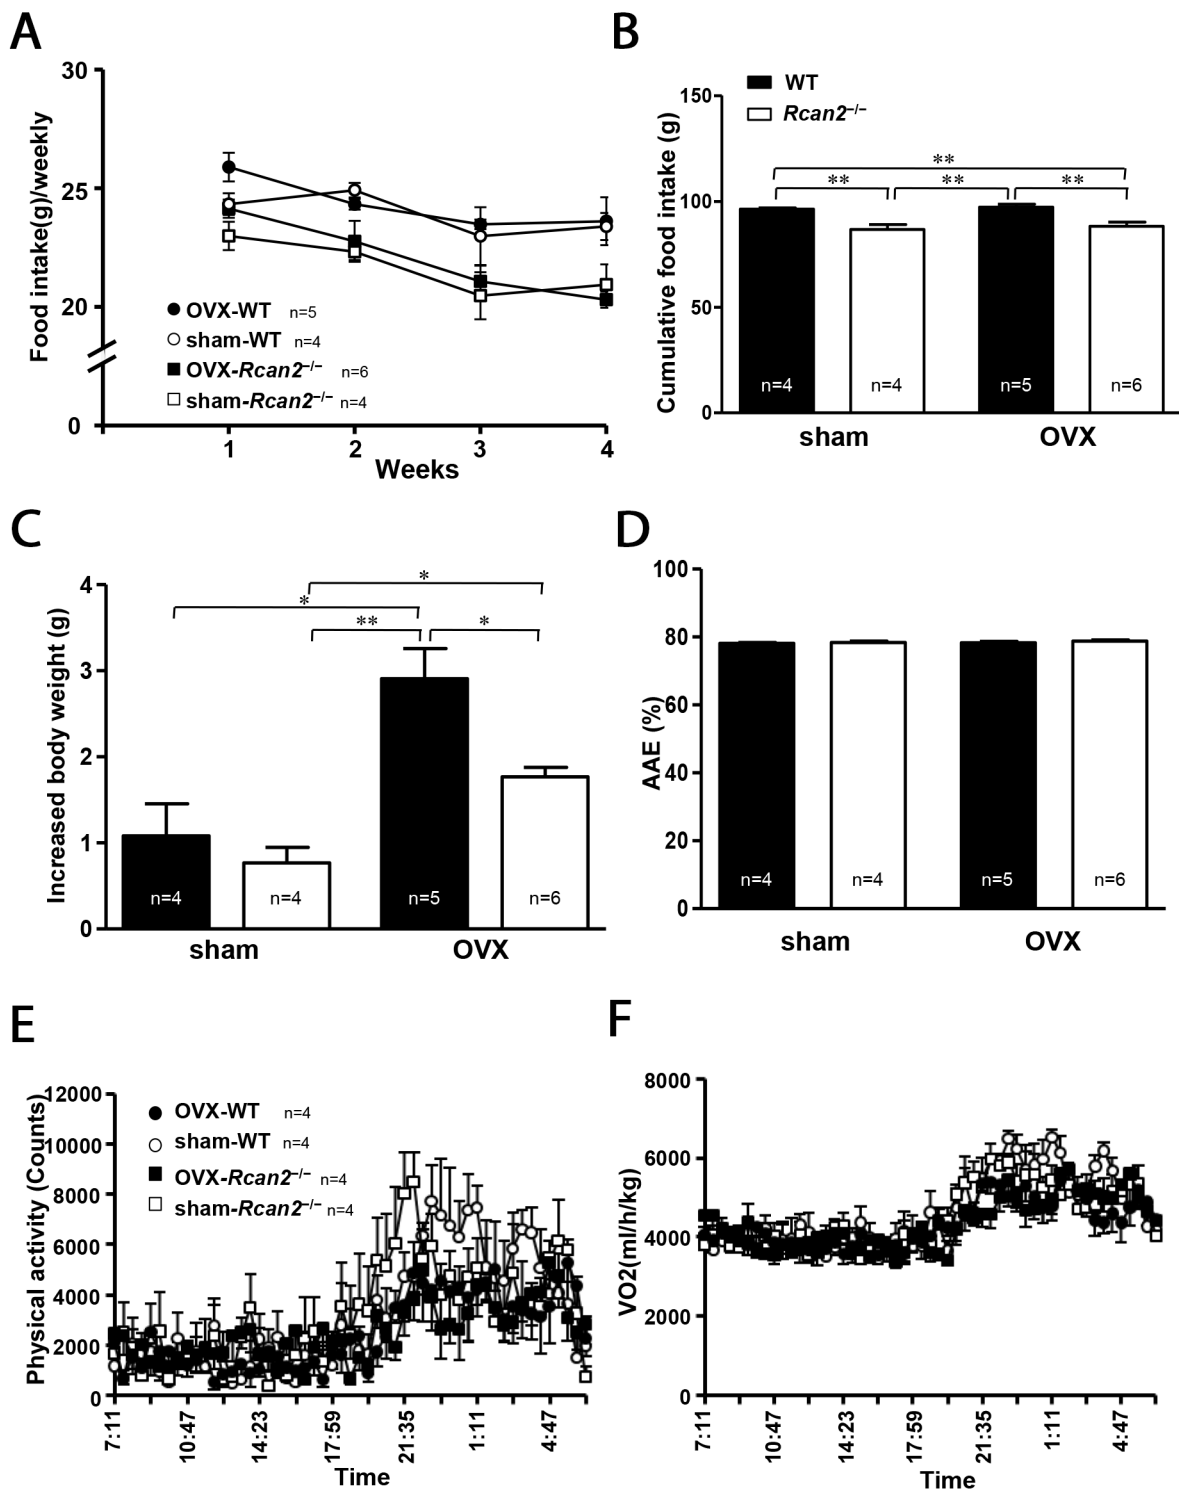 A
30
25
20
0
Food intake(g)/weekly
OVX-WT n=5
sham-WT n=4
OVX-Rcan2−/− n=6
sham-Rcan2−/− n=4
1 2 3 4
Weeks
B
WT
Rcan2−/−
150
100
50
0
Cumulative food intake (g)
**
** ** **
n=4 n=4 n=5 n=6
sham OVX
C
4
3
2
1
0
Increased body weight (g)
*
*
** *
n=4 n=4 n=5 n=6
sham OVX
D
100
80
60
40
20
0
AAE (%)
n=4 n=4 n=5 n=6
sham OVX
E
12000
10000
8000
6000
4000
2000
0
Physical activity (Counts)
OVX-WT n=4
sham-WT n=4
OVX-Rcan2−/− n=4
sham-Rcan2−/− n=4
7:11 10:47 14:23 17:59 21:35 1:11 4:47
Time
F
8000
6000
4000
2000
0
VO2(ml/h/kg)
7:11 10:47 14:23 17:59 21:35 1:11 4:47
Time